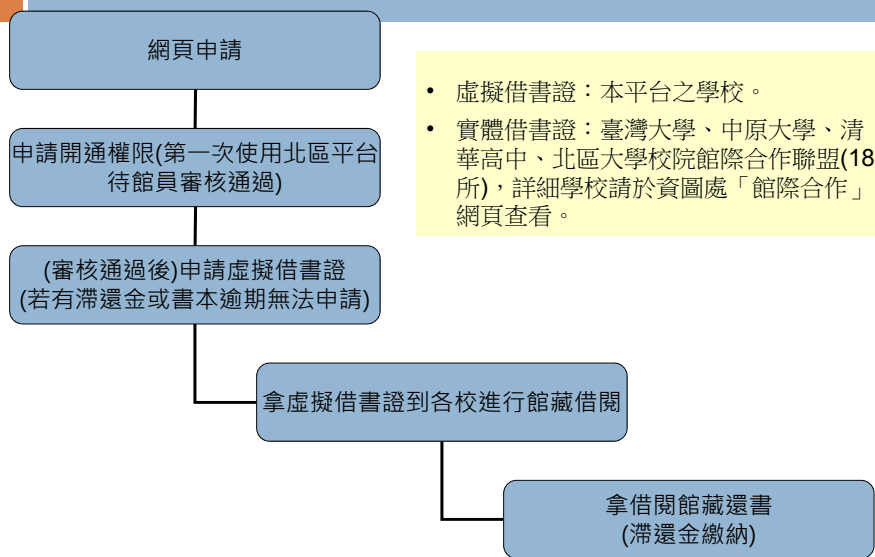 網頁申請
申請開通權限(第一次使用北區平台
待館員審核通過)
(審核通過後)申請虛擬借書證
(若有滯還金或書本逾期無法申請)
拿虛擬借書證到各校進行館藏借閱
拿借閱館藏還書
(滯還金繳納)
• 虛擬借書證：本平台之學校。
• 實體借書證：臺灣大學、中原大學、清
華高中、北區大學校院館際合作聯盟(18
所)，詳細學校請於資圖處「館際合作」
網頁查看。